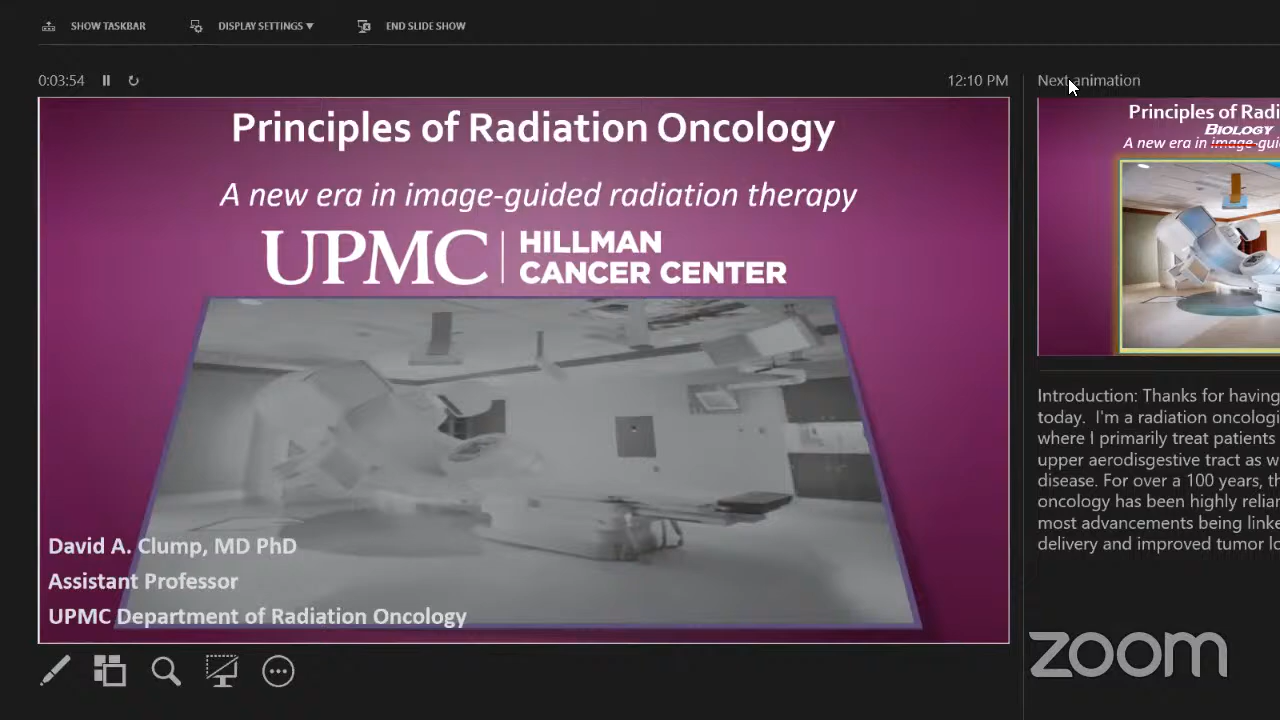 SHOW TASKBAR
DISPLAY SETTINGS
END SLIDE SHOW
0:03:54
12:10 PM
Next animation
Principles of Radiation Oncology
A new era in image-guided radiation therapy
UPMC
HILLMAN
CANCER CENTER
David A. Clump, MD PhD
Assistant Professor
UPMC Department of Radiation Oncology
Principles of Radi
BIOLOGY
A new era in image-gui
Introduction: Thanks for having
today. I'm a radiation oncologi
where I primarily treat patients
upper aerodisgestive tract as w
disease. For over a 100 years, th
oncology has been highly relian
most advancements being linke
delivery and improved tumor lo
zoom